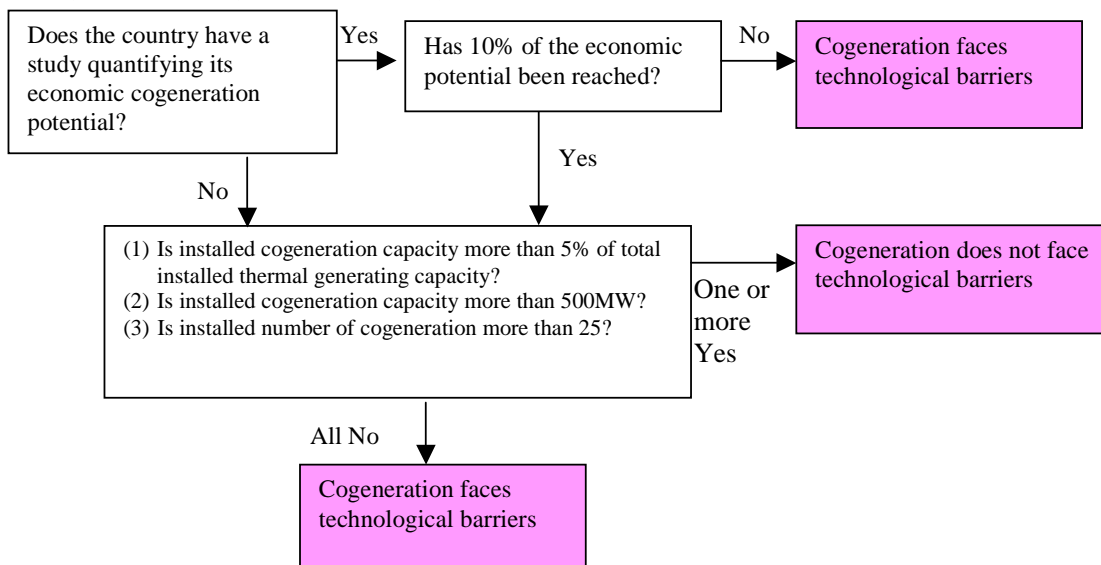 Does the country have a
study quantifying its
economic cogeneration
potential?
Yes
Has 10% of the economic
potential been reached?
No
Cogeneration faces
technological barriers
No
Yes
(1) Is installed cogeneration capacity more than 5% of total
installed thermal generating capacity?
(2) Is installed cogeneration capacity more than 500MW?
(3) Is installed number of cogeneration more than 25?
One or
more
Yes
Cogeneration does not face
technological barriers
All No
Cogeneration faces
technological barriers